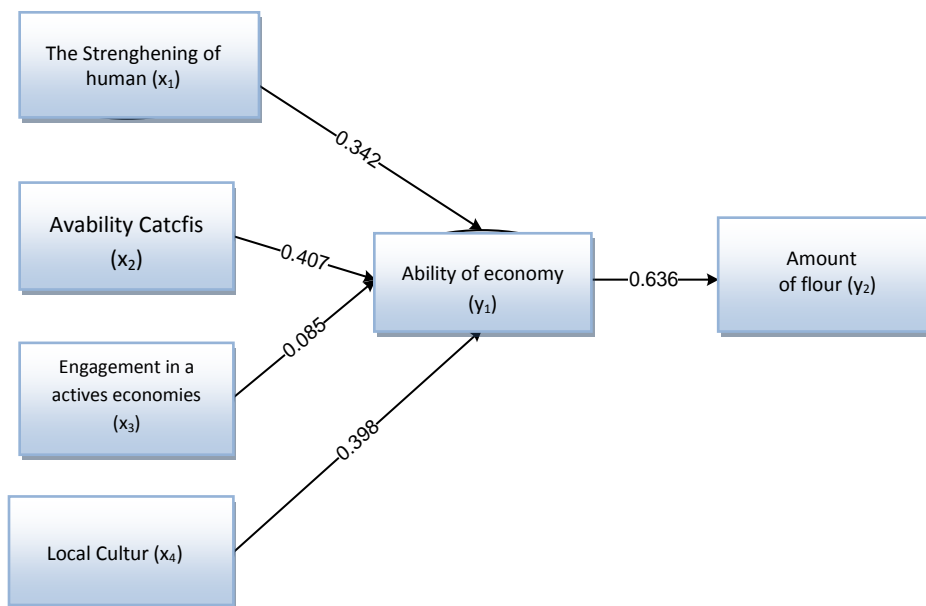 The Strenghening of
human (x₁)
0.342
Avability Catcfis
(x₂)
0.407
Ability of economy
(y₁)
0.636
Amount
of flour (y₂)
Engagement in a
actives economies
(x₃)
0.085
0.398
Local Cultur (x₄)